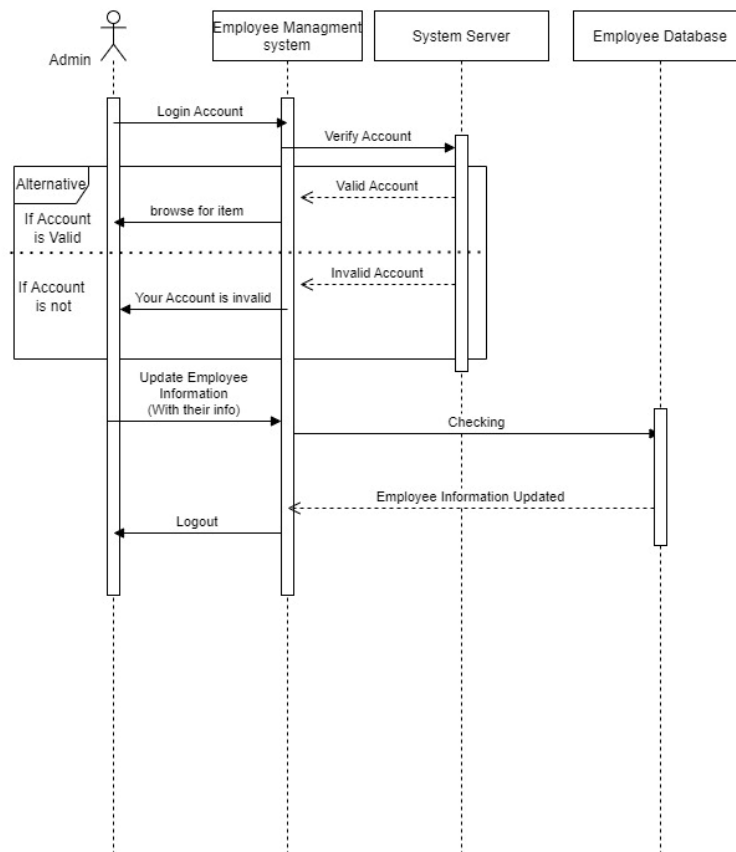 Admin
Employee Managment
system
System Server
Employee Database
Login Account
Verify Account
Alternative
Valid Account
If Account
is Valid
browse for item
Invalid Account
If Account
is not
Your Account is invalid
Update Employee
Information
(With their info)
Checking
Employee Information Updated
Logout